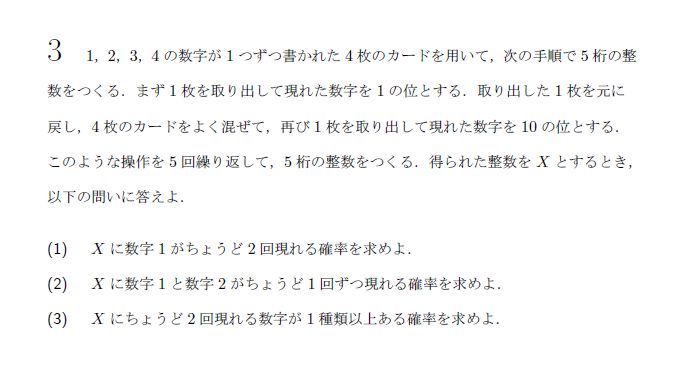 3 1，2，3，4 の数字が 1 つずつ書かれた 4 枚のカードを用いて，次の手順で 5 桁の整
数をつくる．まず 1 枚を取り出して現れた数字を 1 の位とする．取り出した 1 枚を元に
戻し，4 枚のカードをよく混ぜて，再び 1 枚を取り出して現れた数字を 10 の位とする．
このような操作を 5 回繰り返して，5 桁の整数をつくる．得られた整数を X とするとき，
以下の問いに答えよ．
(1) X に数字 1 がちょうど 2 回現れる確率を求めよ．
(2) X に数字 1 と数字 2 がちょうど 1 回ずつ現れる確率を求めよ．
(3) X にちょうど 2 回現れる数字が 1 種類以上ある確率を求めよ．